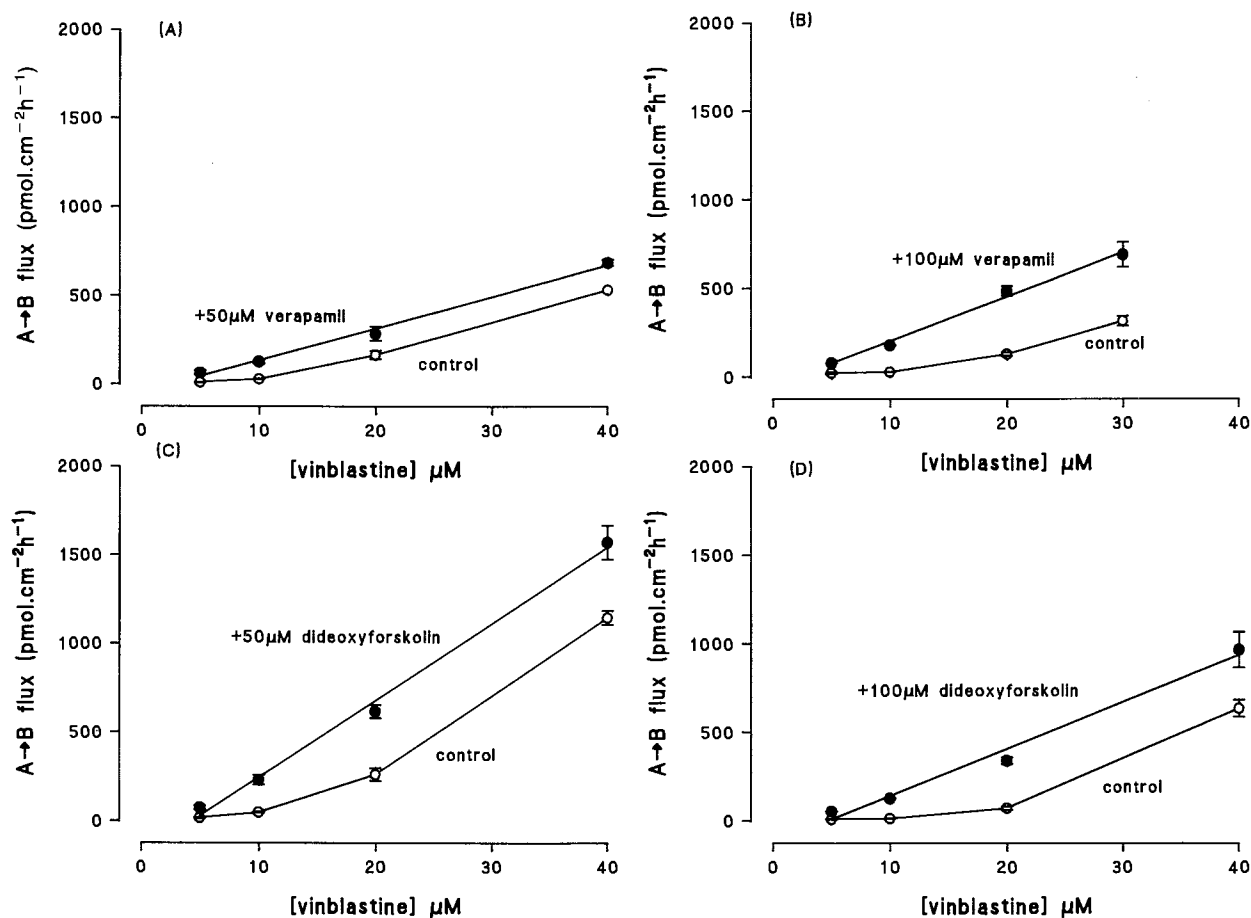 (A)
A→B flux (pmol.cm⁻²h⁻¹)
2000
1500
1000
500
0
+50µM verapamil
control
0 10 20 30 40
[vinblastine] µM
(B)
A→B flux (pmol.cm⁻²h⁻¹)
2000
1500
1000
500
0
+100µM verapamil
control
0 10 20 30 40
[vinblastine] µM
(C)
A→B flux (pmol.cm⁻²h⁻¹)
2000
1500
1000
500
0
+50µM dideoxyforskolin
control
0 10 20 30 40
[vinblastine] µM
(D)
A→B flux (pmol.cm⁻²h⁻¹)
2000
1500
1000
500
0
+100µM dideoxyforskolin
control
0 10 20 30 40
[vinblastine] µM